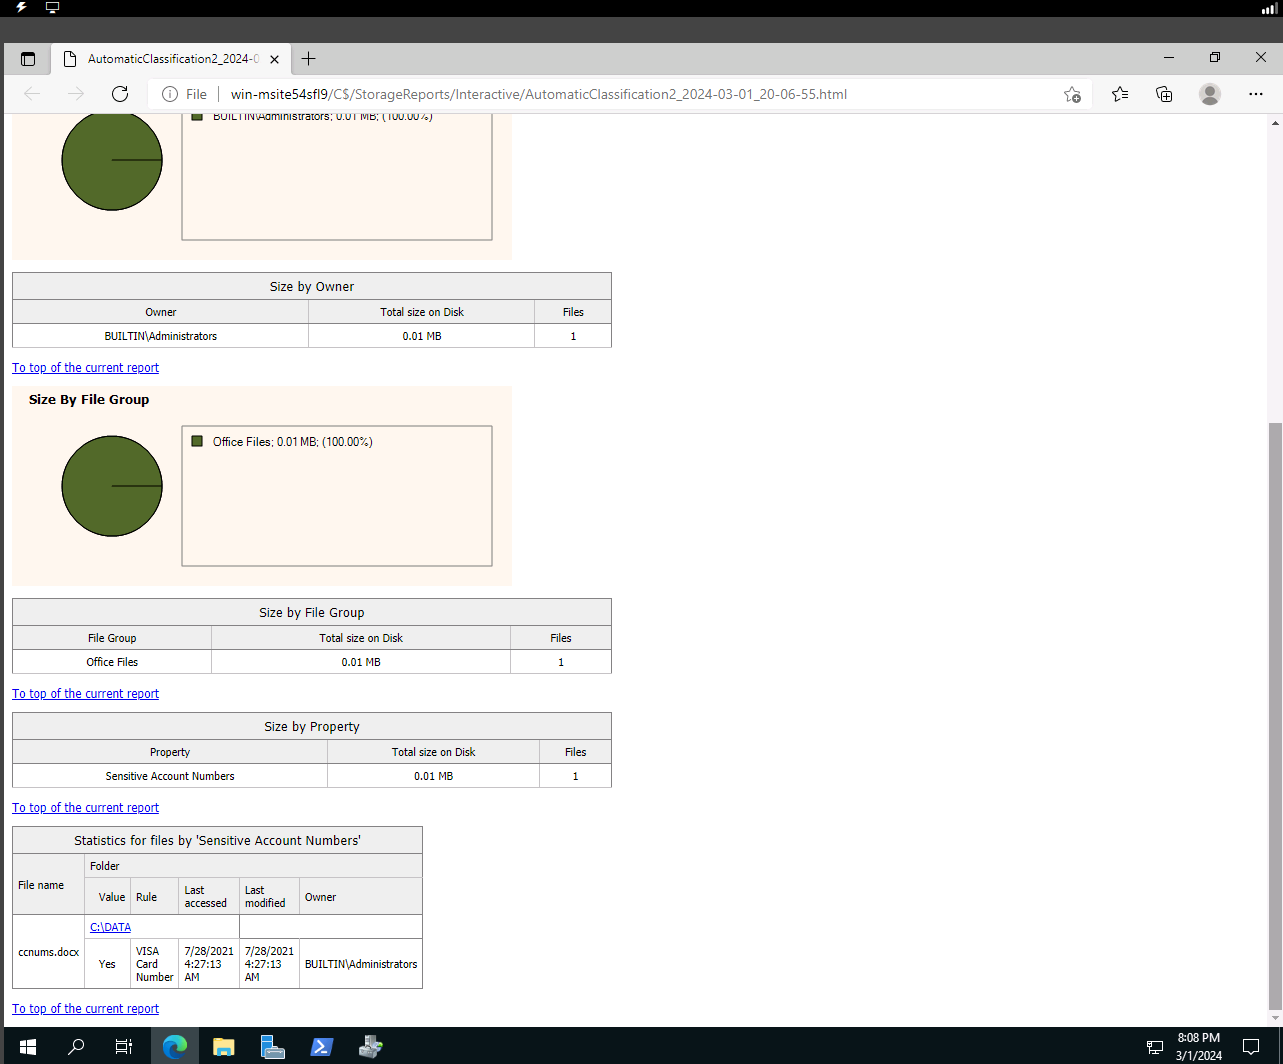 AutomaticClassification2_2024-0
File
win-msite54sfl9/C$/StorageReports/Interactive/AutomaticClassification2_2024-03-01_20-06-55.html
BUILTIN\Administrators; 0.01 MB; (100.00%)
Size by Owner
Owner Total size on Disk Files
BUILTIN\Administrators 0.01 MB 1
To top of the current report
Size By File Group
Office Files; 0.01 MB; (100.00%)
Size by File Group
File Group Total size on Disk Files
Office Files 0.01 MB 1
To top of the current report
Size by Property
Property Total size on Disk Files
Sensitive Account Numbers 0.01 MB 1
To top of the current report
Statistics for files by 'Sensitive Account Numbers'
File name
Folder
Value Rule Last accessed Last modified Owner
C:\DATA
ccnums.docx
Yes VISA Card Number 7/28/2021 4:27:13 AM 7/28/2021 4:27:13 AM BUILTIN\Administrators
To top of the current report
8:08 PM
3/1/2024